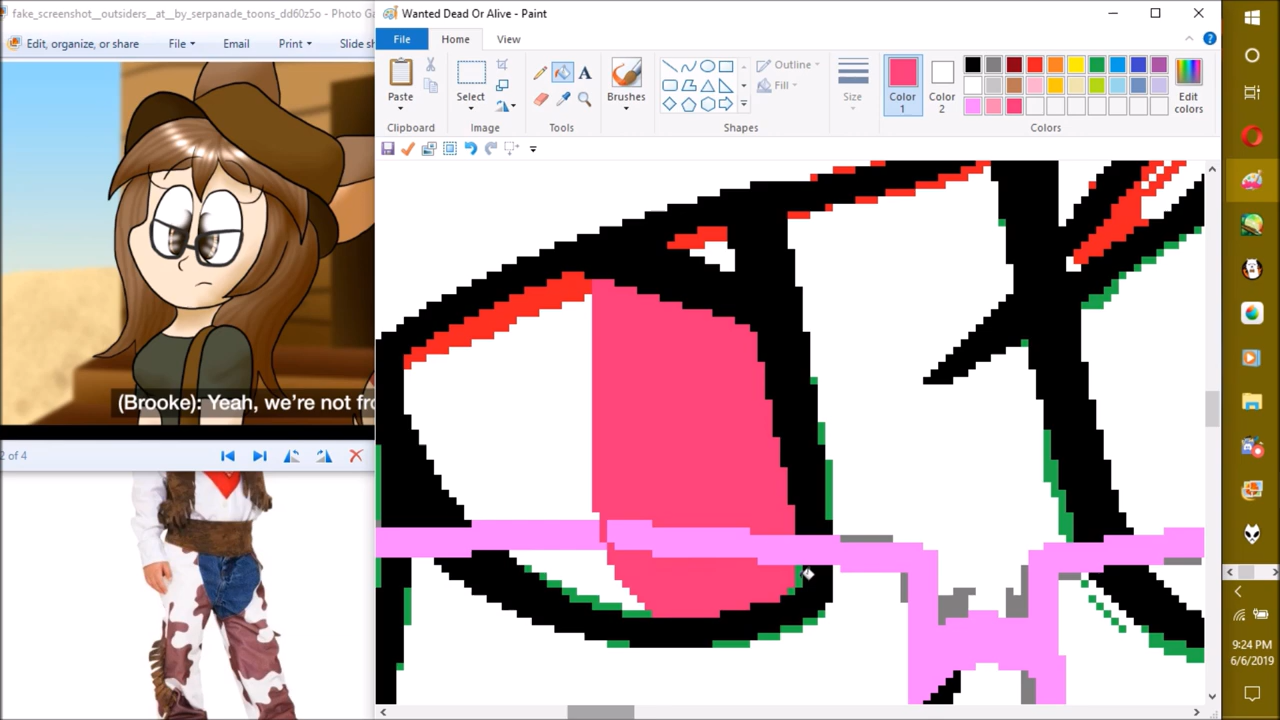 fake_screenshot__outsiders__at__by_serpanade_toons_dd60z5o - Photo Ga
Wanted Dead Or Alive - Paint
Edit, organize, or share
File
Email
Print
Slide sh
File
Home
View
Paste
Select
Brushes
Outline
Fill
Size
Color
1
Color
2
Edit
colors
Clipboard
Image
Tools
Shapes
Colors
(Brooke): Yeah, we're not fr
2 of 4
9:24 PM
6/6/2019